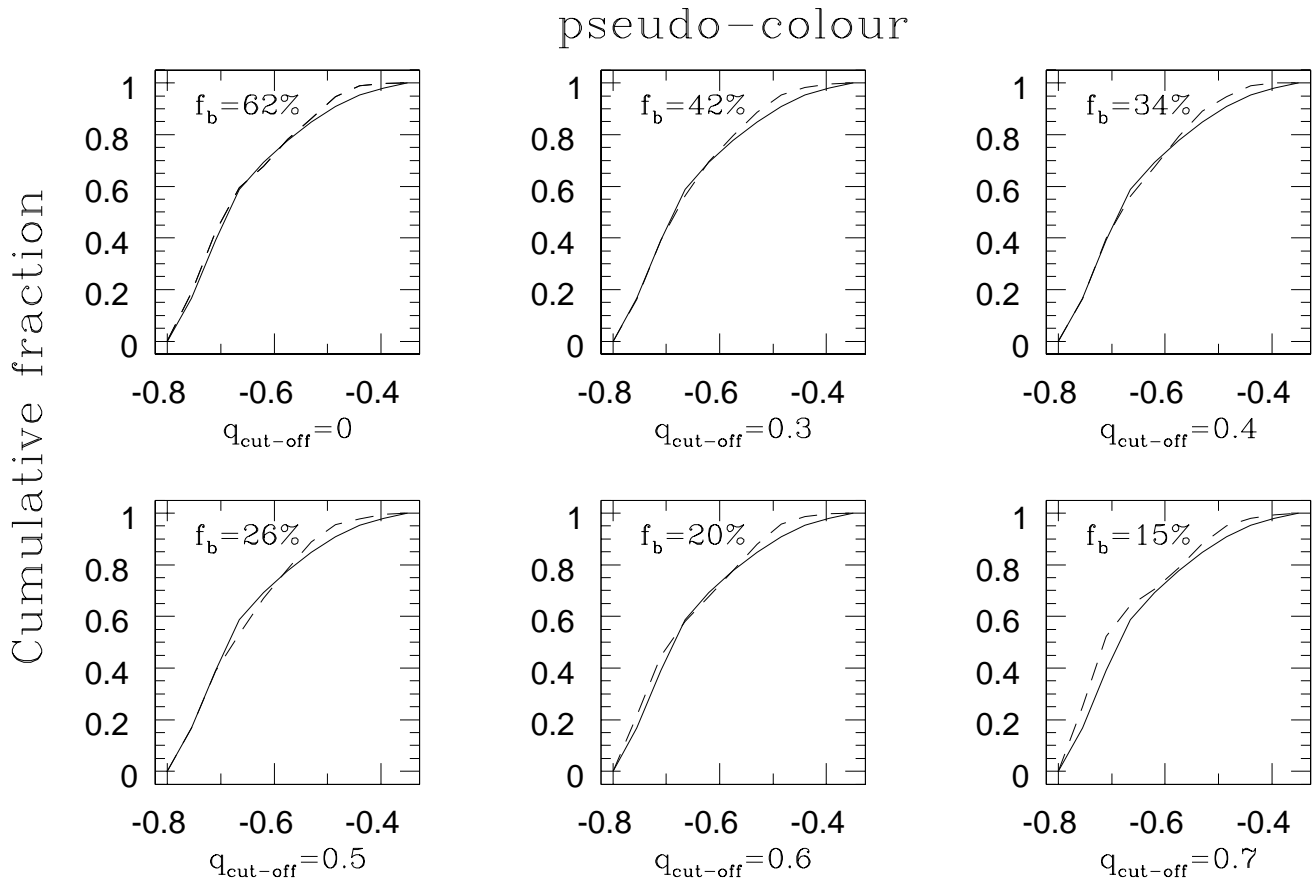 pseudo-colour
Cumulative fraction
f_b=62%
1
0.8
0.6
0.4
0.2
0
-0.8 -0.6 -0.4
q_cut-off=0
f_b=42%
1
0.8
0.6
0.4
0.2
0
-0.8 -0.6 -0.4
q_cut-off=0.3
f_b=34%
1
0.8
0.6
0.4
0.2
0
-0.8 -0.6 -0.4
q_cut-off=0.4
f_b=26%
1
0.8
0.6
0.4
0.2
0
-0.8 -0.6 -0.4
q_cut-off=0.5
f_b=20%
1
0.8
0.6
0.4
0.2
0
-0.8 -0.6 -0.4
q_cut-off=0.6
f_b=15%
1
0.8
0.6
0.4
0.2
0
-0.8 -0.6 -0.4
q_cut-off=0.7